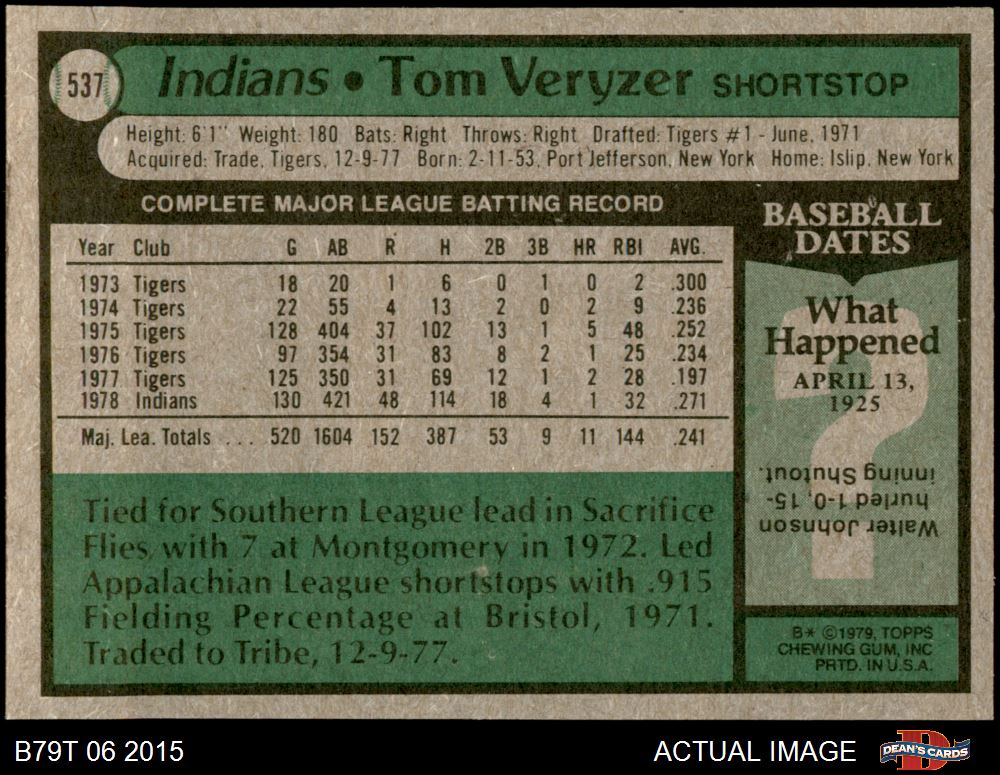 537
Indians • Tom Veryzer SHORTSTOP
Height: 6'1" Weight: 180 Bats: Right Throws: Right Drafted: Tigers #1 - June, 1971
Acquired: Trade, Tigers, 12-9-77 Born: 2-11-53, Port Jefferson, New York Home: Islip, New York
COMPLETE MAJOR LEAGUE BATTING RECORD
Year Club G AB R H 2B 3B HR RBI AVG.
1973 Tigers 18 20 1 6 0 1 0 2 .300
1974 Tigers 22 55 4 13 2 0 2 9 .236
1975 Tigers 128 404 37 102 13 1 5 48 .252
1976 Tigers 97 354 31 83 8 2 1 25 .234
1977 Tigers 125 350 31 69 12 1 2 28 .197
1978 Indians 130 421 48 114 18 4 1 32 .271
Maj. Lea. Totals ... 520 1604 152 387 53 9 11 144 .241
Tied for Southern League lead in Sacrifice
Flies, with 7 at Montgomery in 1972. Led
Appalachian League shortstops with .915
Fielding Percentage at Bristol, 1971.
Traded to Tribe, 12-9-77.
BASEBALL
DATES
What
Happened
APRIL 13,
1925
Walter Johnson
hurled 1-0, 15-
inning Shutout.
B* ©1979, TOPPS
CHEWING GUM, INC
PRTD. IN U.S.A.
B79T 06 2015
ACTUAL IMAGE
DEAN'S CARDS